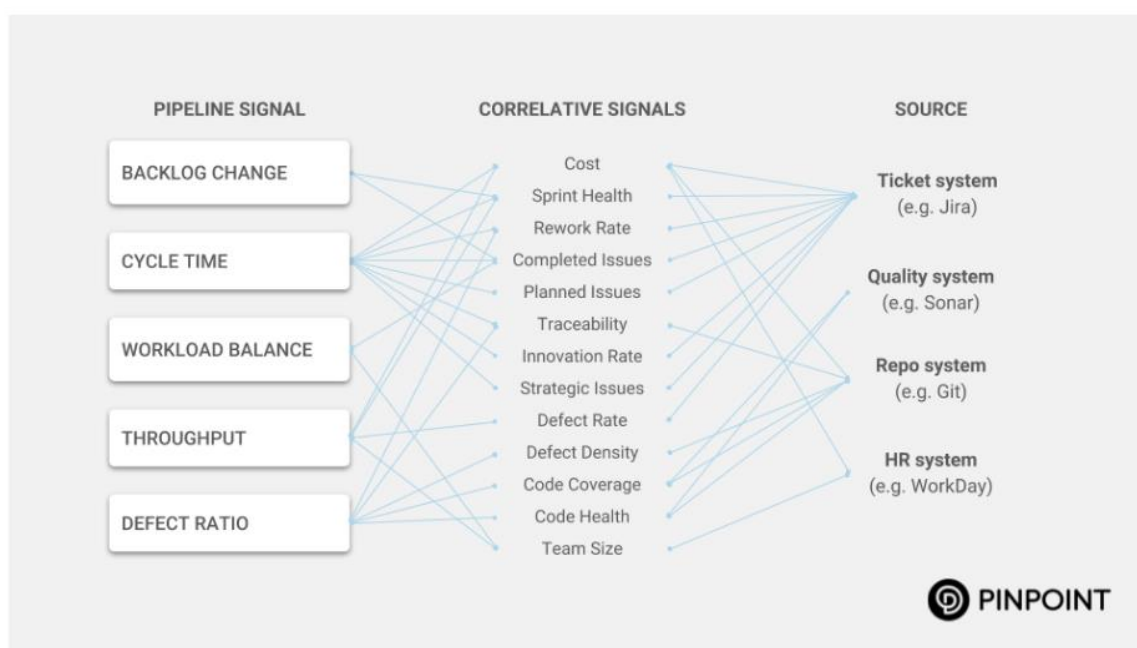 PIPELINE SIGNAL
CORRELATIVE SIGNALS
SOURCE
BACKLOG CHANGE
CYCLE TIME
WORKLOAD BALANCE
THROUGHPUT
DEFECT RATIO
Cost
Sprint Health
Rework Rate
Completed Issues
Planned Issues
Traceability
Innovation Rate
Strategic Issues
Defect Rate
Defect Density
Code Coverage
Code Health
Team Size
Ticket system
(e.g. Jira)
Quality system
(e.g. Sonar)
Repo system
(e.g. Git)
HR system
(e.g. WorkDay)
PINPOINT